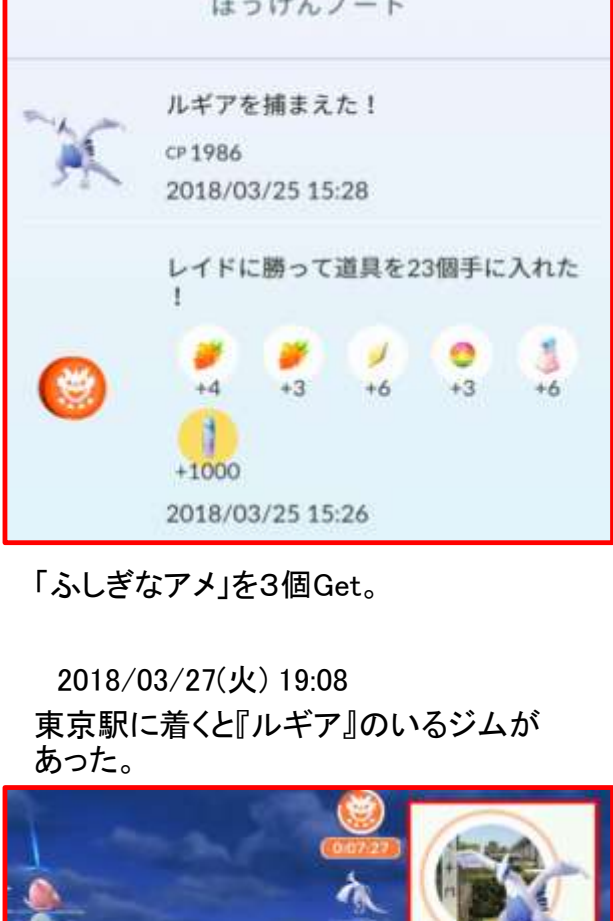 ぼうけんノート
ルギアを捕まえた！
CP 1986
2018/03/25 15:28
レイドに勝って道具を23個手に入れた
！
+4 +3 +6 +3 +6
+1000
2018/03/25 15:26
「ふしぎなアメ」を３個Get。
2018/03/27(火) 19:08
東京駅に着くと『ルギア』のいるジムが
あった。
0:07:27